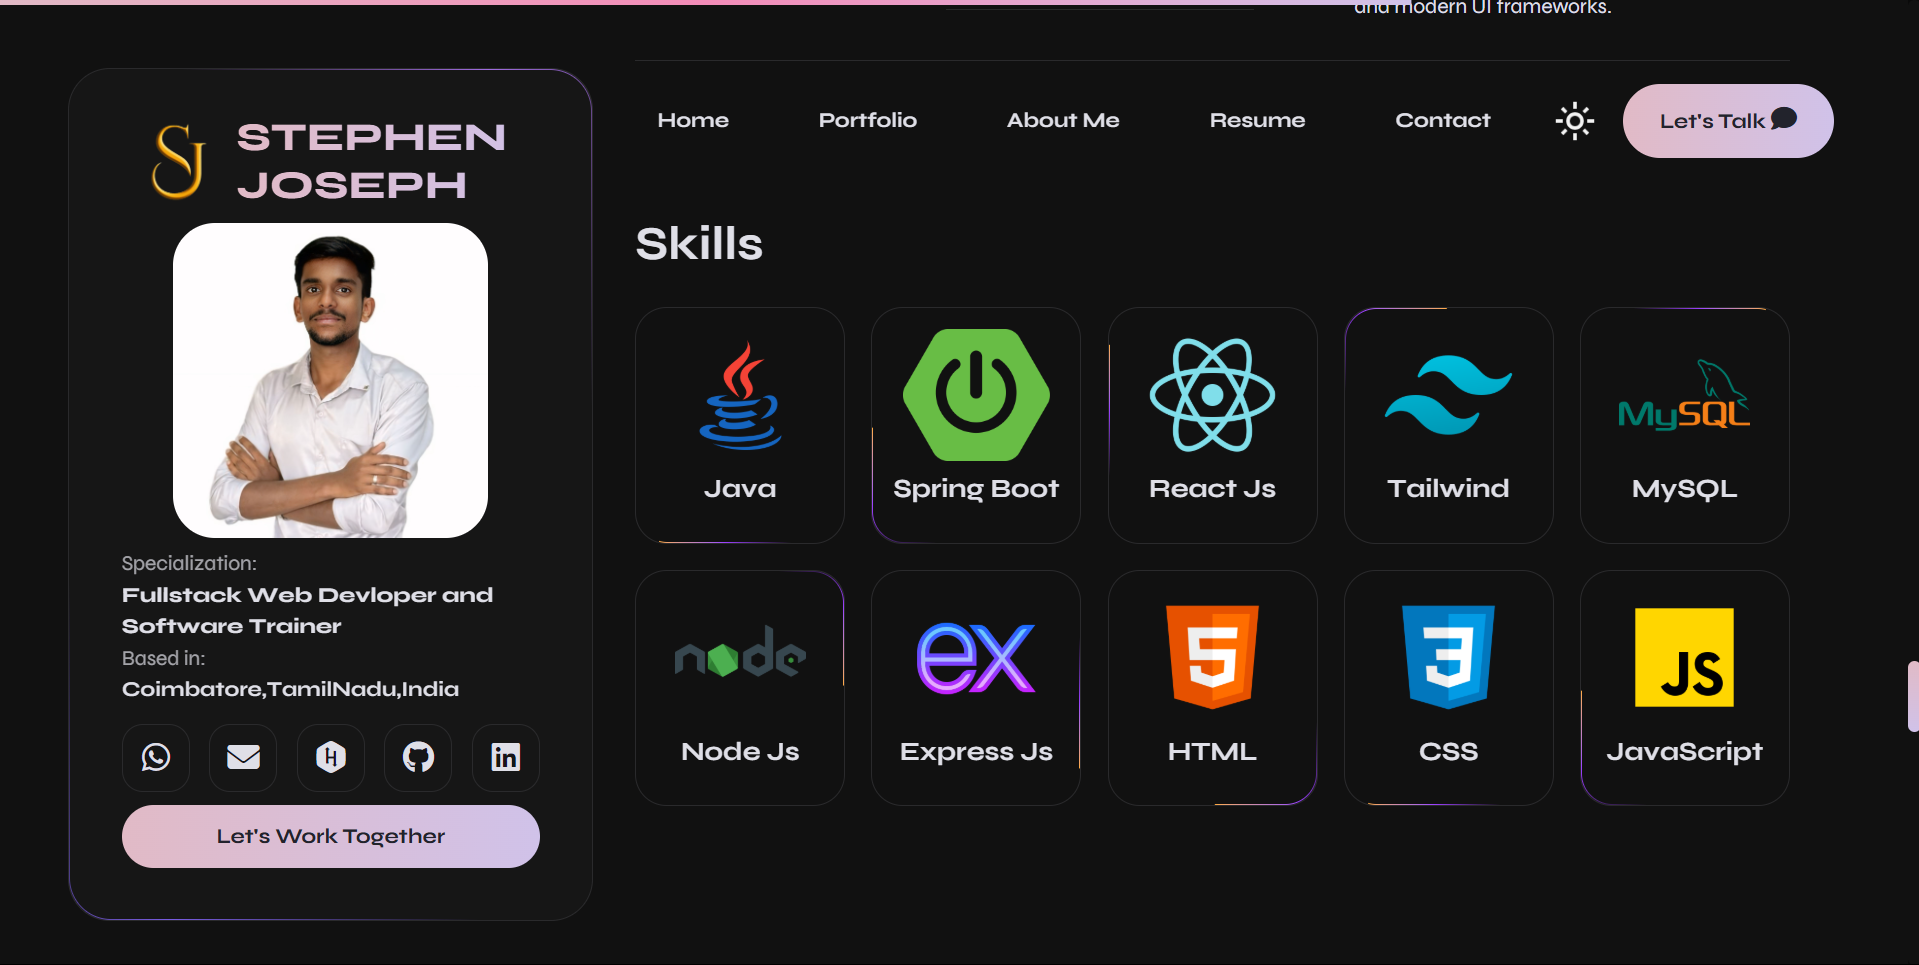 and modern UI frameworks.
Home
Portfolio
About Me
Resume
Contact
Let's Talk
SJ
STEPHEN
JOSEPH
Specialization:
Fullstack Web Devloper and
Software Trainer
Based in:
Coimbatore,TamilNadu,India
H
in
Let's Work Together
Skills
Java
Spring Boot
React Js
Tailwind
MySQL
MySQL
node
Node Js
ex
Express Js
5
HTML
3
CSS
JS
JavaScript